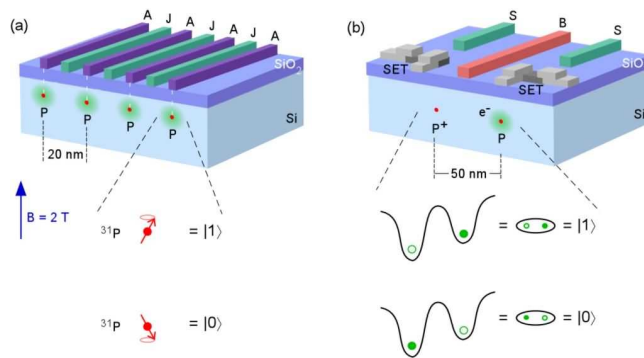 (a)
A J A J A J A
SiO₂
Si
P P P P
20 nm
B = 2 T
³¹P = |1⟩
³¹P = |0⟩
(b)
S B S
SiO
SET SET
Si
P⁺ e⁻ P
50 nm
= = |1⟩
= = |0⟩